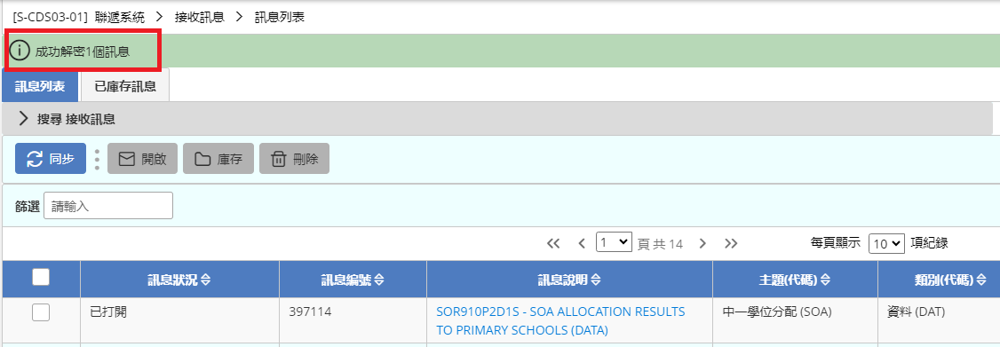 [S-CDS03-01] 聯遞系統 > 接收訊息 > 訊息列表
成功解密1個訊息
訊息列表 已庫存訊息
搜尋 接收訊息
同步 開啟 庫存 刪除
篩選 請輸入
1 頁 共 14 每頁顯示 10 項紀錄
訊息狀況 訊息編號 訊息說明 主題(代碼) 類別(代碼)
已打開 397114 SOR910P2D1S - SOA ALLOCATION RESULTS 中一學位分配 (SOA) 資料 (DAT)
TO PRIMARY SCHOOLS (DATA)